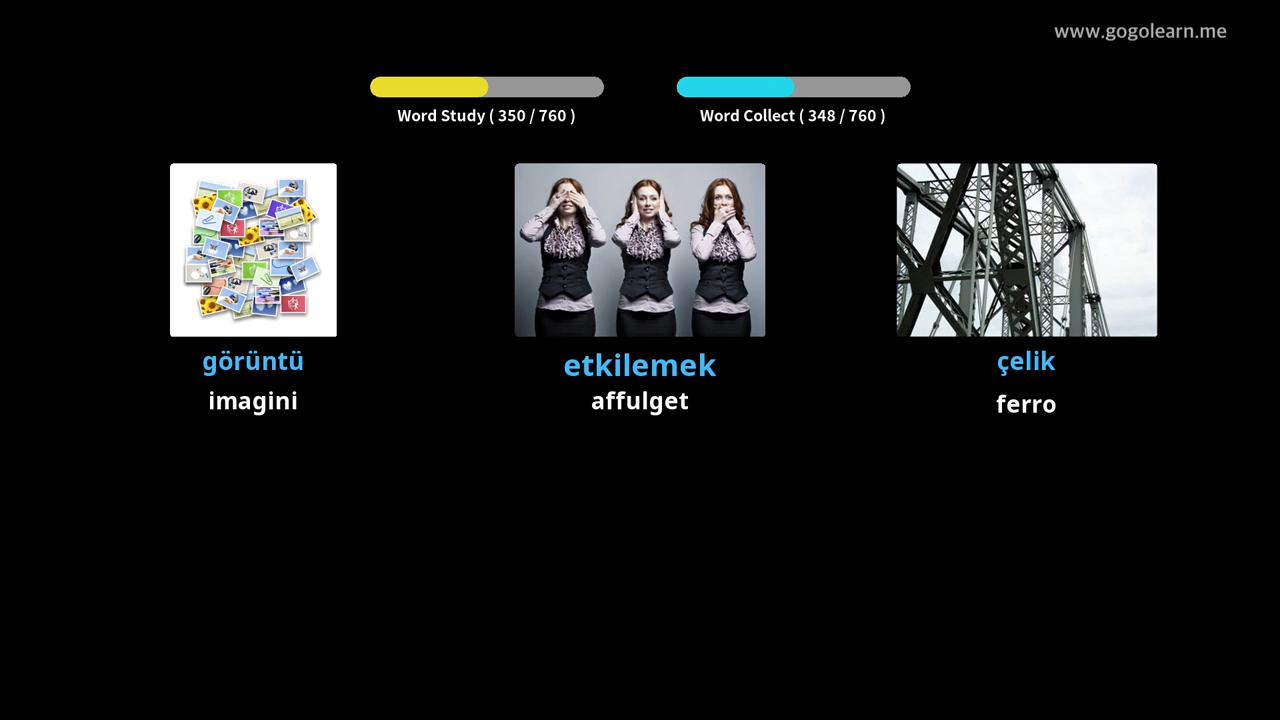 www.gogolearn.me
Word Study ( 350 / 760 )
Word Collect ( 348 / 760 )
görüntü
etkilemek
çelik
imagini
affulget
ferro